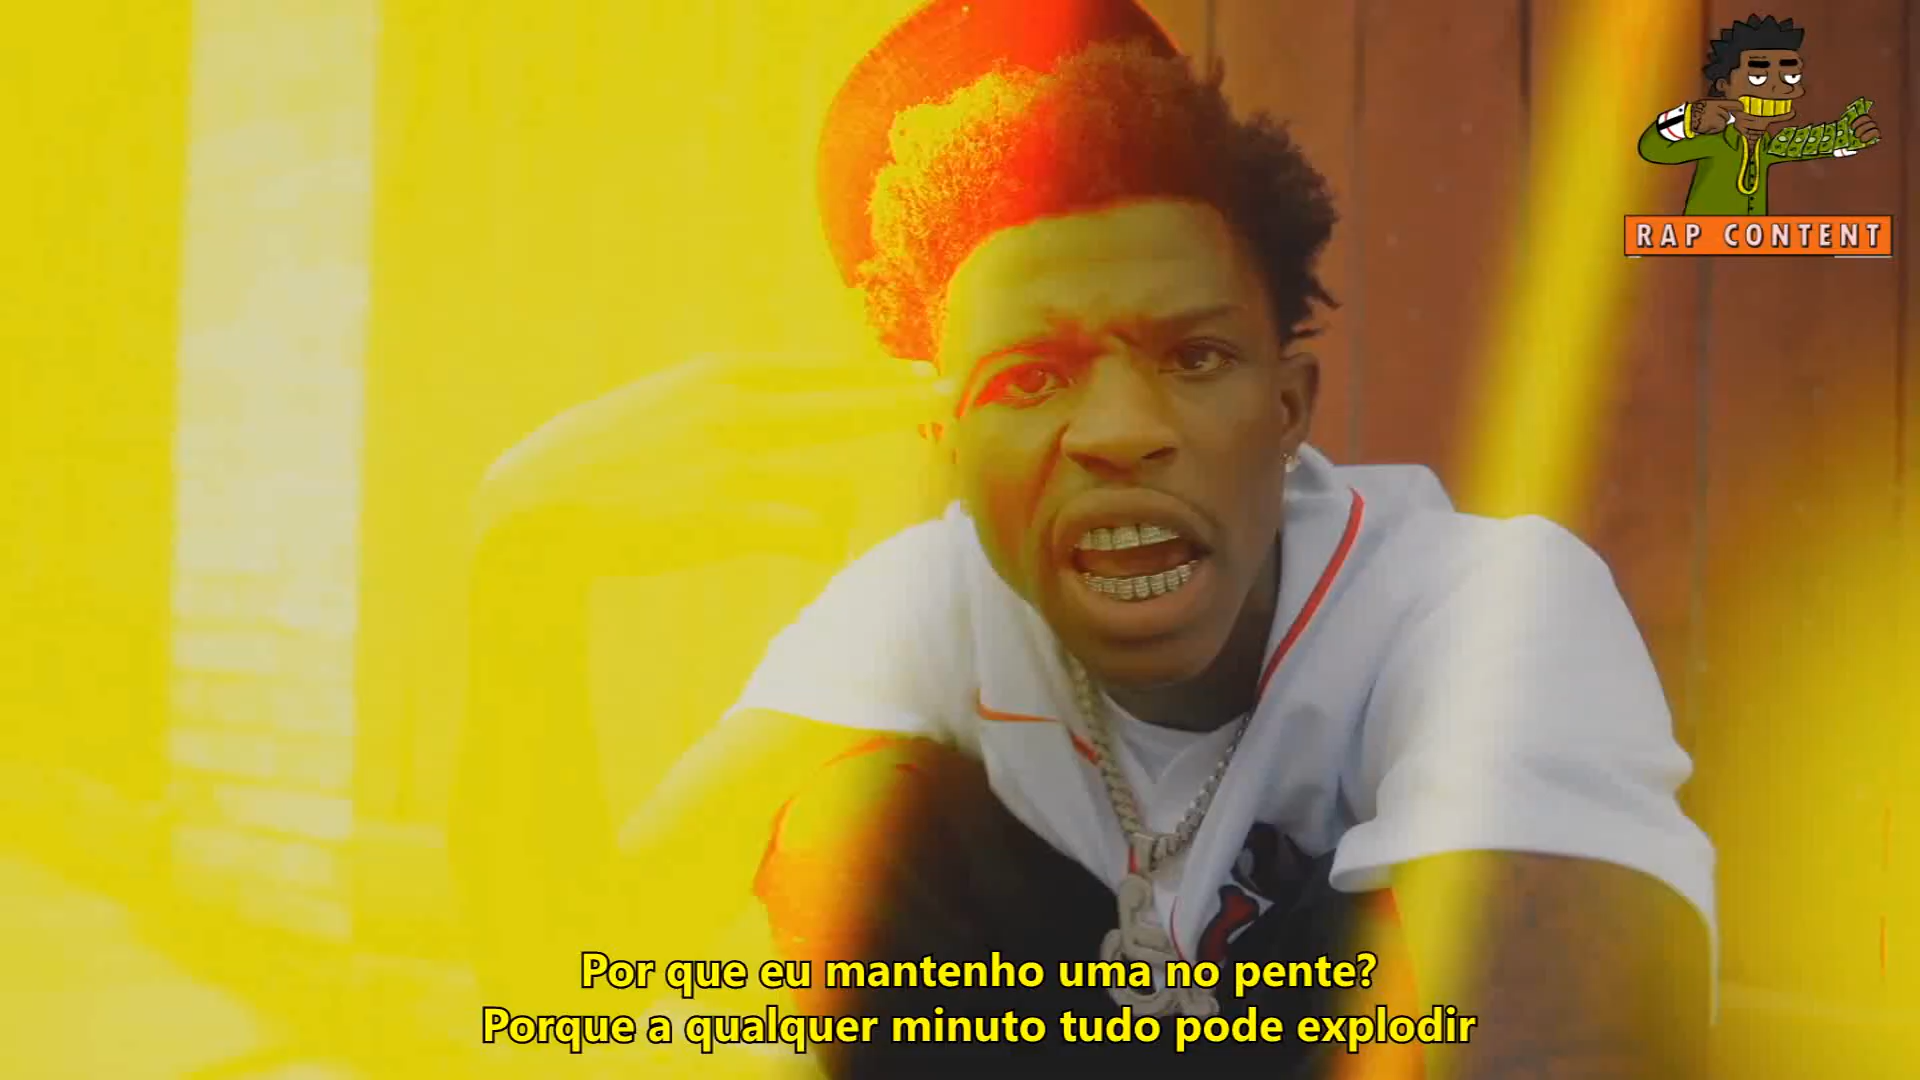 RAP CONTENT
Por que eu mantenho uma no pente?
Porque a qualquer minuto tudo pode explodir